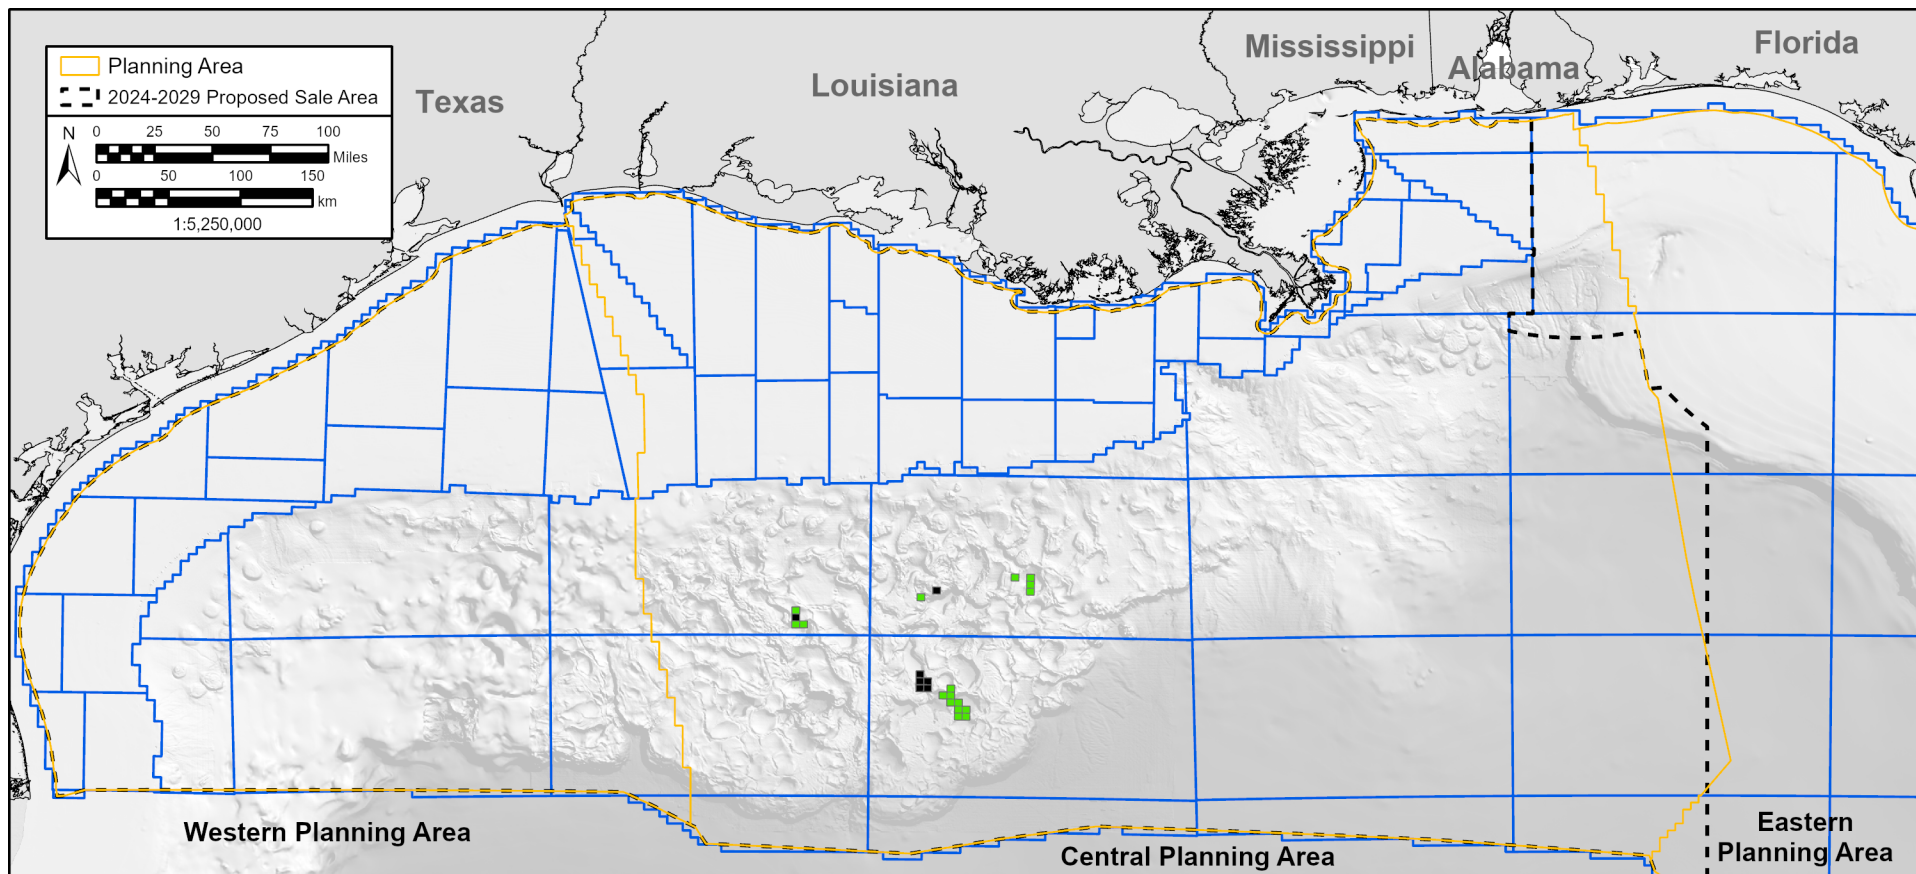 Mississippi
Florida
Alabama
Louisiana
Texas
Planning Area
2024-2029 Proposed Sale Area
N
0 25 50 75 100
Miles
0 50 100 150
km
1:5,250,000
Western Planning Area
Central Planning Area
Eastern
Planning Area